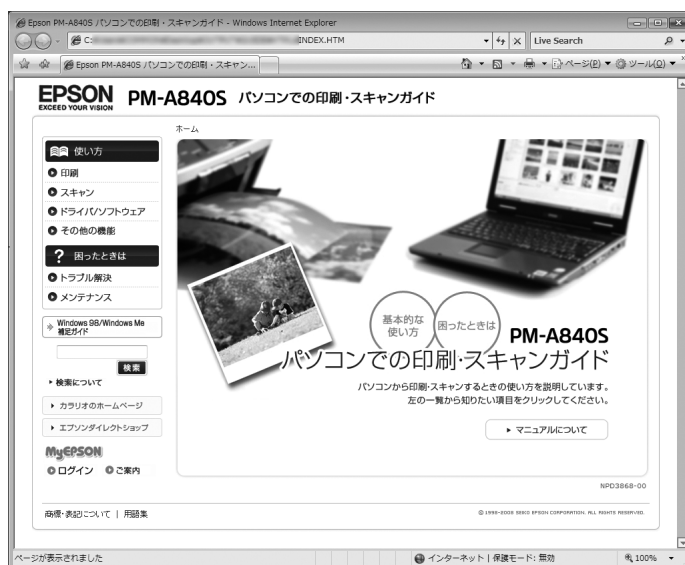 Epson PM-A840S パソコンでの印刷・スキャンガイド - Windows Internet Explorer
C:
INDEX.HTM
Live Search
Epson PM-A840S パソコンでの印刷・スキャン...
ページ(P)
ツール(O)
EPSON
EXCEED YOUR VISION
PM-A840S パソコンでの印刷・スキャンガイド
ホーム
使い方
印刷
スキャン
ドライバ/ソフトウェア
その他の機能
? 困ったときは
トラブル解決
メンテナンス
Windows 98/Windows Me
補足ガイド
検索
検索について
カラリオのホームページ
エプソンダイレクトショップ
MyEPSON
ログイン ご案内
基本的な
使い方
困ったときは
PM-A840S
パソコンでの印刷・スキャンガイド
パソコンから印刷・スキャンするときの使い方を説明しています。
左の一覧から知りたい項目をクリックしてください。
マニュアルについて
NPD3868-00
商標・表記について | 用語集
© 1998-2008 SEIKO EPSON CORPORATION. ALL RIGHTS RESERVED.
ページが表示されました
インターネット | 保護モード: 無効
100%